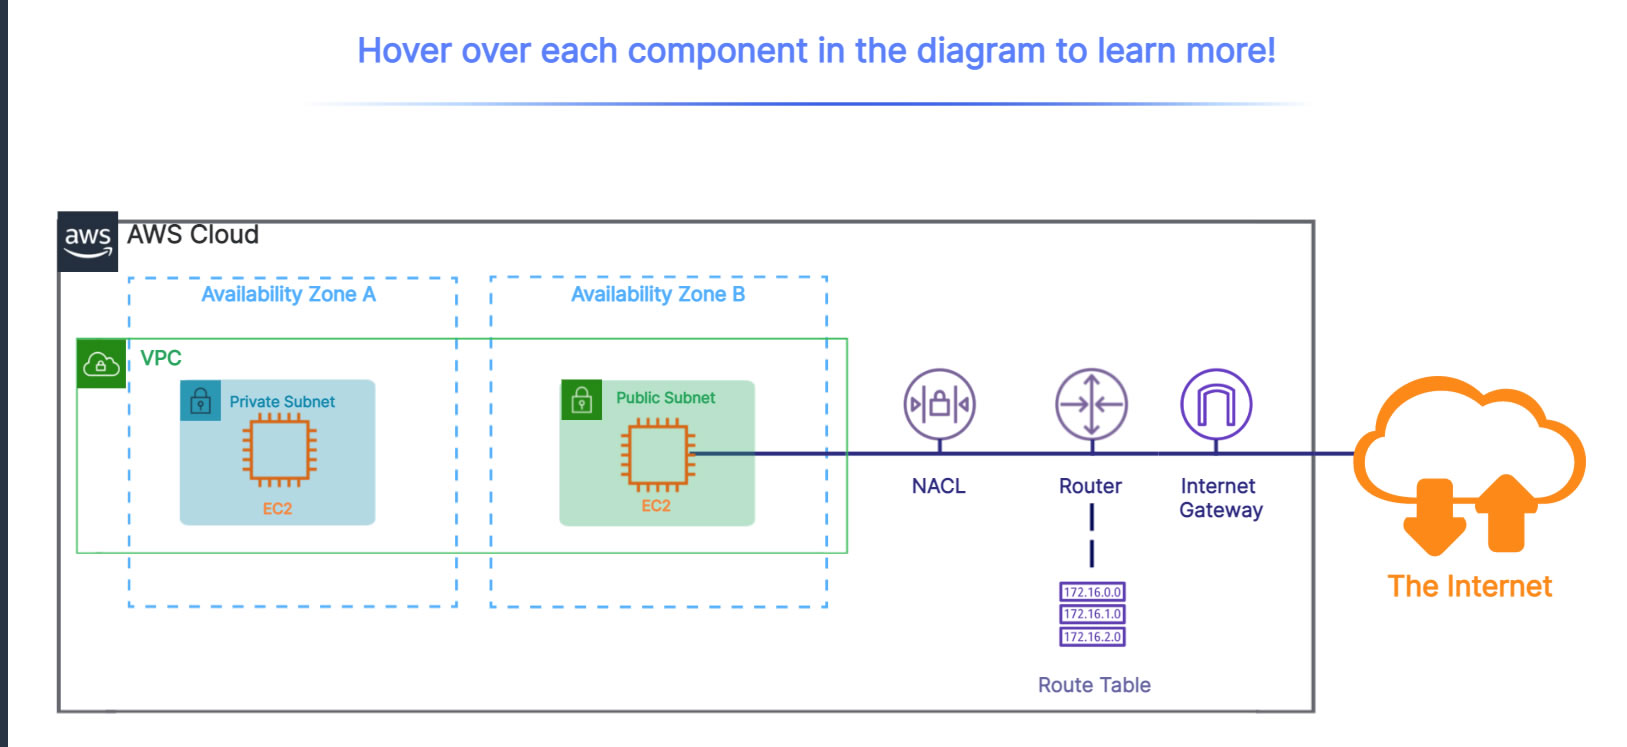 Hover over each component in the diagram to learn more!
aws
AWS Cloud
Availability Zone A
Availability Zone B
VPC
Private Subnet
EC2
Public Subnet
EC2
NACL
Router
Internet
Gateway
172.16.0.0
172.16.1.0
172.16.2.0
Route Table
The Internet